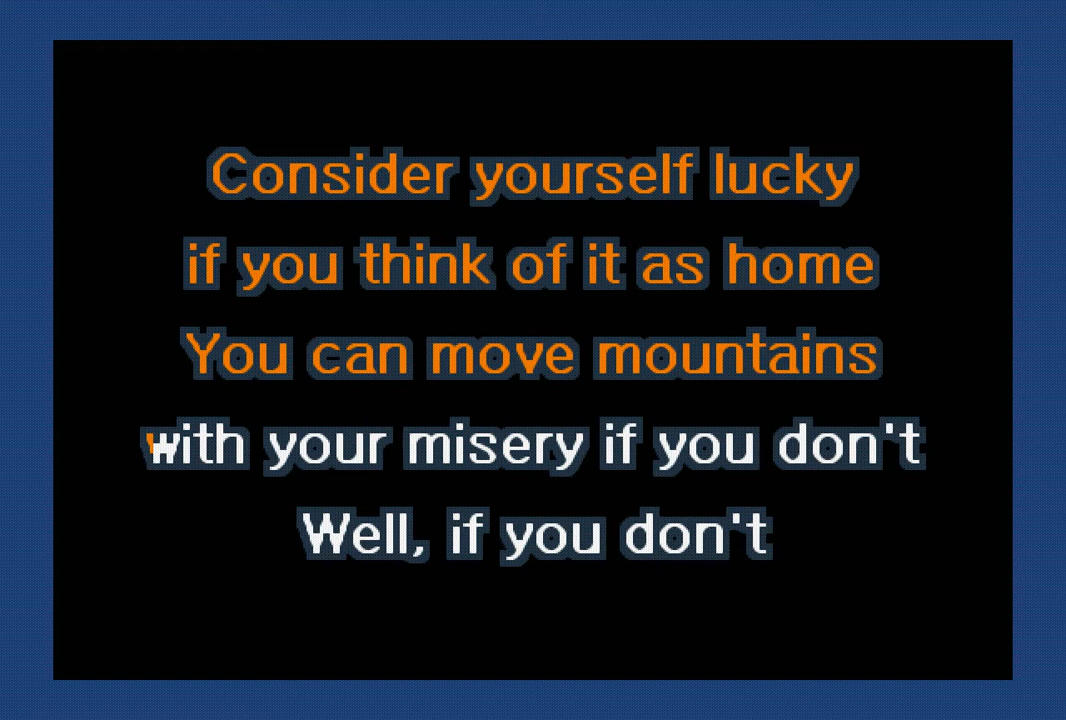 Consider yourself lucky
if you think of it as home
You can move mountains
with your misery if you don't
Well, if you don't